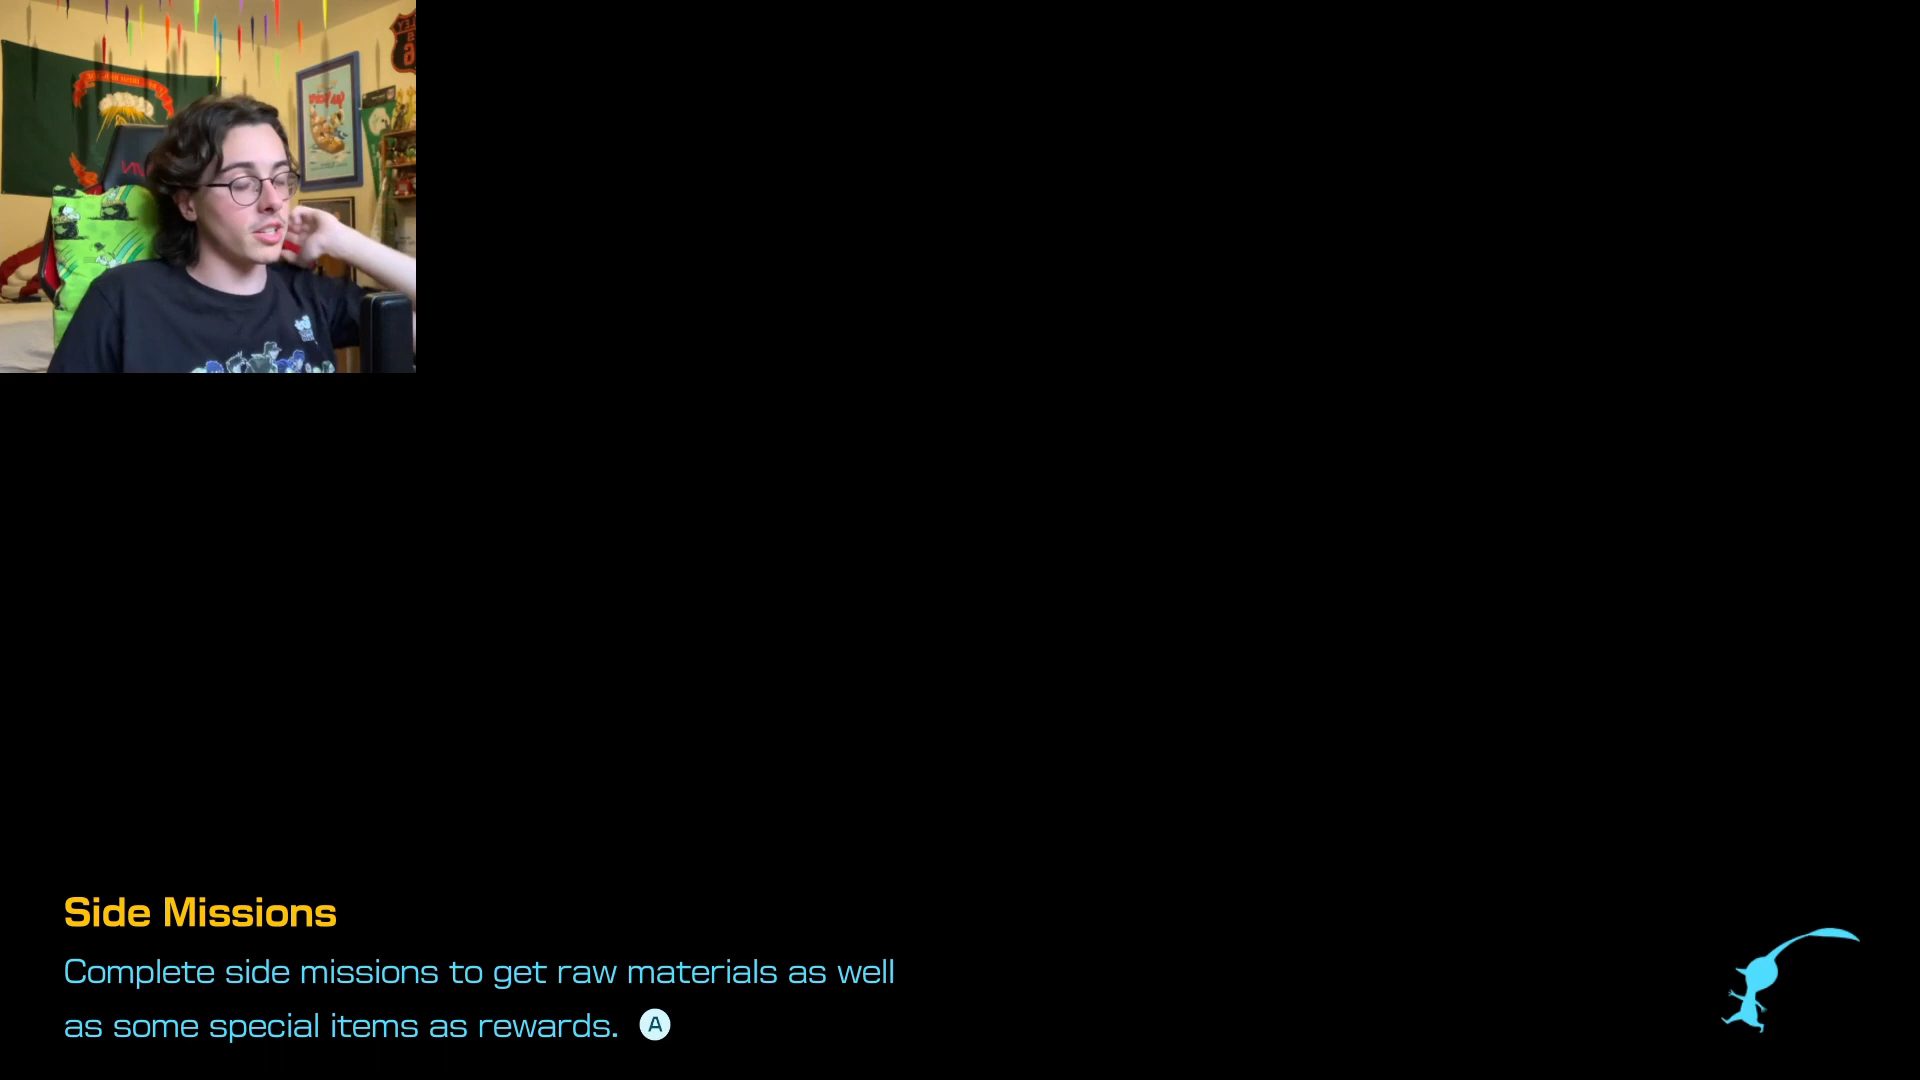 Side Missions
Complete side missions to get raw materials as well
as some special items as rewards. A